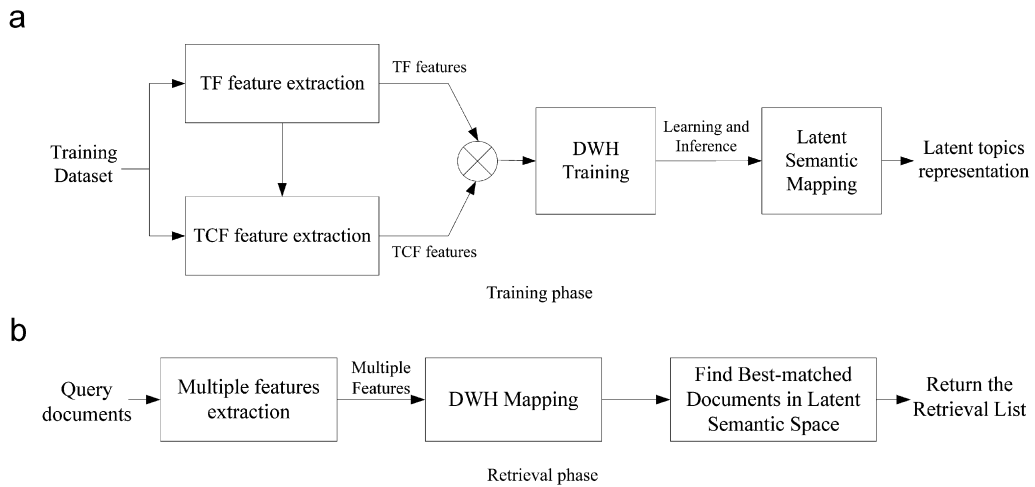 a
TF feature extraction
TF features
Training
Dataset
TCF feature extraction
TCF features
DWH
Training
Learning and
Inference
Latent
Semantic
Mapping
Latent topics
representation
Training phase
b
Query
documents
Multiple features
extraction
Multiple
Features
DWH Mapping
Find Best-matched
Documents in Latent
Semantic Space
Return the
Retrieval List
Retrieval phase